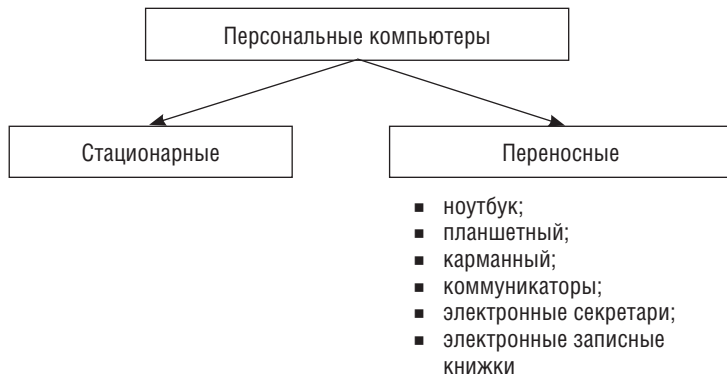 Персональные компьютеры
Стационарные
Переносные
▪ ноутбук;
▪ планшетный;
▪ карманный;
▪ коммуникаторы;
▪ электронные секретари;
▪ электронные записные
книжки